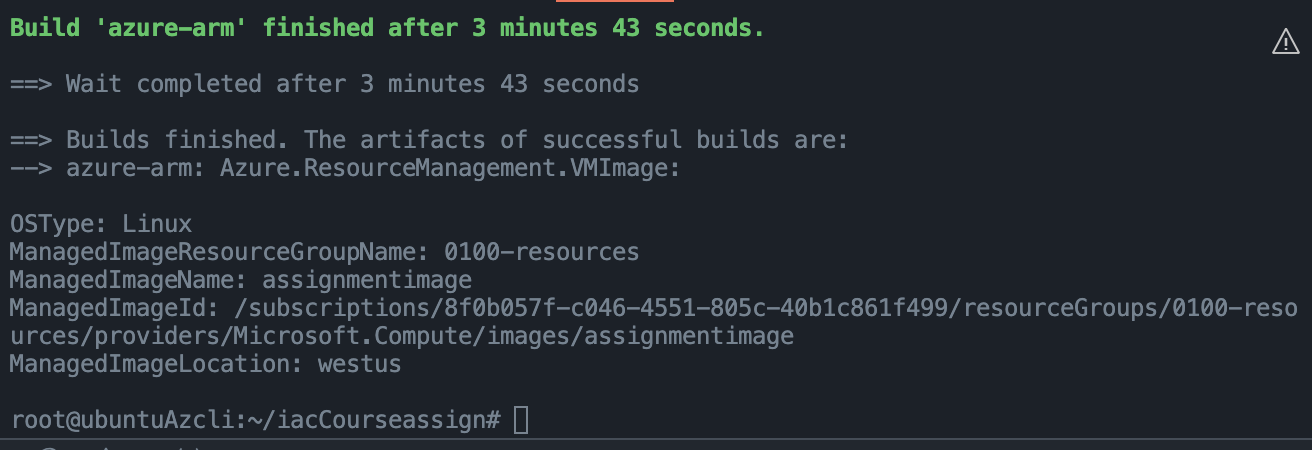 Build 'azure-arm' finished after 3 minutes 43 seconds.
==> Wait completed after 3 minutes 43 seconds
==> Builds finished. The artifacts of successful builds are:
--> azure-arm: Azure.ResourceManagement.VMImage:
OSType: Linux
ManagedImageResourceGroupName: 0100-resources
ManagedImageName: assignmentimage
ManagedImageId: /subscriptions/8f0b057f-c046-4551-805c-40b1c861f499/resourceGroups/0100-reso
urces/providers/Microsoft.Compute/images/assignmentimage
ManagedImageLocation: westus
root@ubuntuAzcli:~/iacCourseassign#